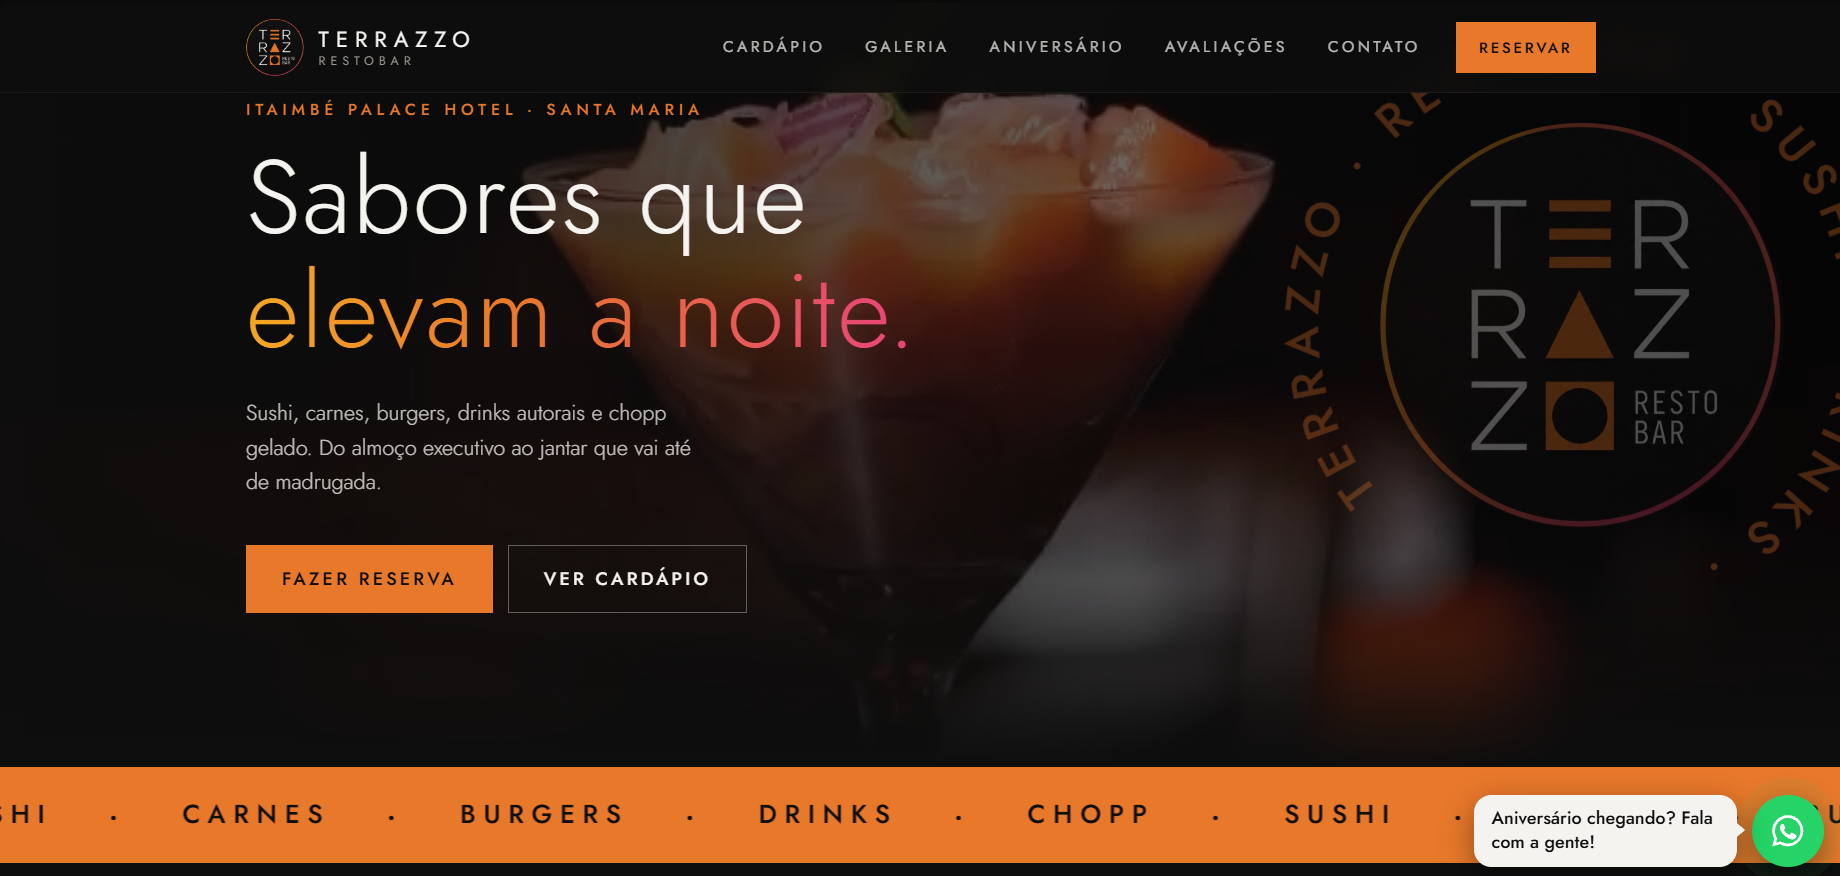 TERRAZZO
RESTOBAR
CARDÁPIO
GALERIA
ANIVERSÁRIO
AVALIAÇÕES
CONTATO
RESERVAR
ITAIMBÉ PALACE HOTEL · SANTA MARIA
Sabores que
elevam a noite.
Sushi, carnes, burgers, drinks autorais e chopp
gelado. Do almoço executivo ao jantar que vai até
de madrugada.
FAZER RESERVA
VER CARDÁPIO
TERRAZZO ·
TER
RAZ
ZO
RESTO
BAR
CARNES · BURGERS · DRINKS · CHOPP · SUSHI ·
Aniversário chegando? Fala
com a gente!